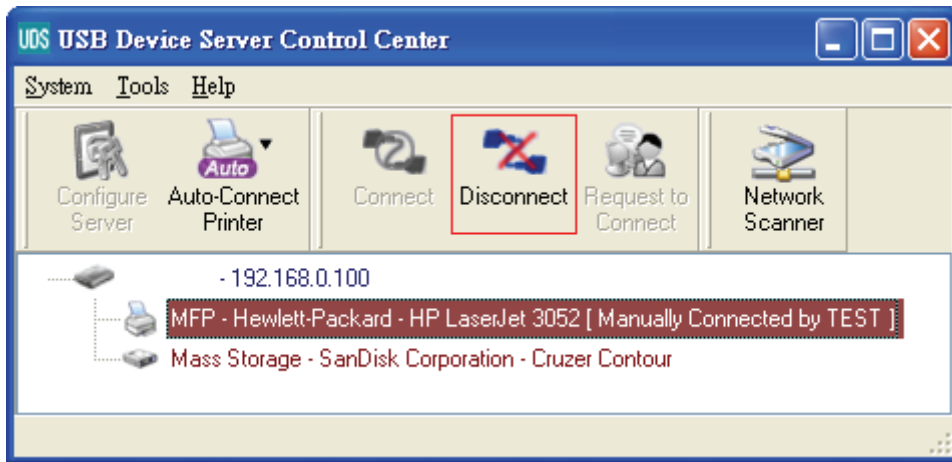 UDS USB Device Server Control Center
System Tools Help
Auto
Configure Server
Auto-Connect Printer
Connect
Disconnect
Request to Connect
Network Scanner
- 192.168.0.100
MFP - Hewlett-Packard - HP LaserJet 3052 [ Manually Connected by TEST ]
Mass Storage - SanDisk Corporation - Cruzer Contour